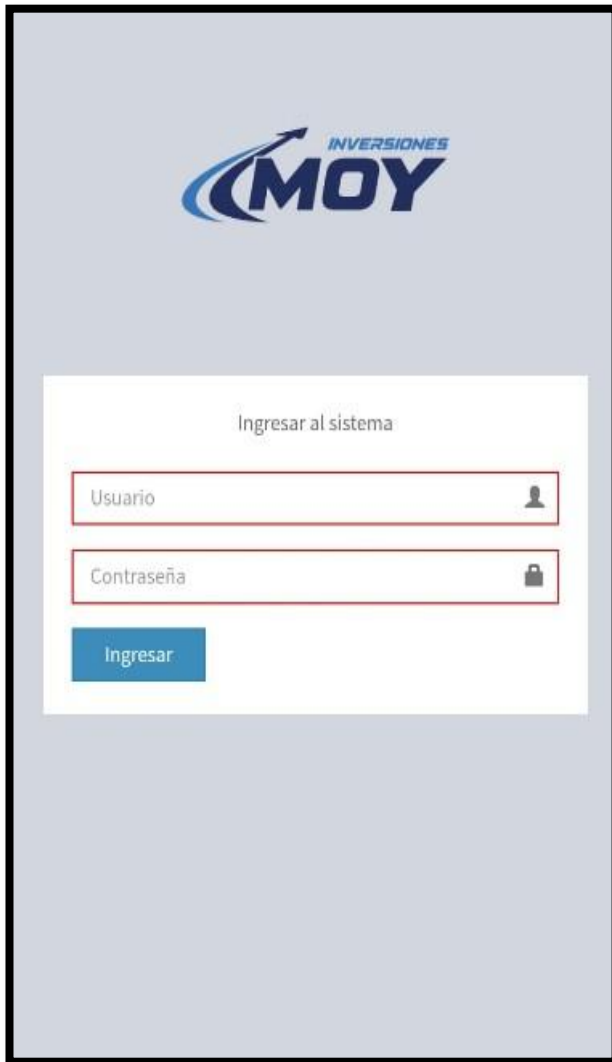 INVERSIONES
MOY
Ingresar al sistema
Usuario
Contraseña
Ingresar